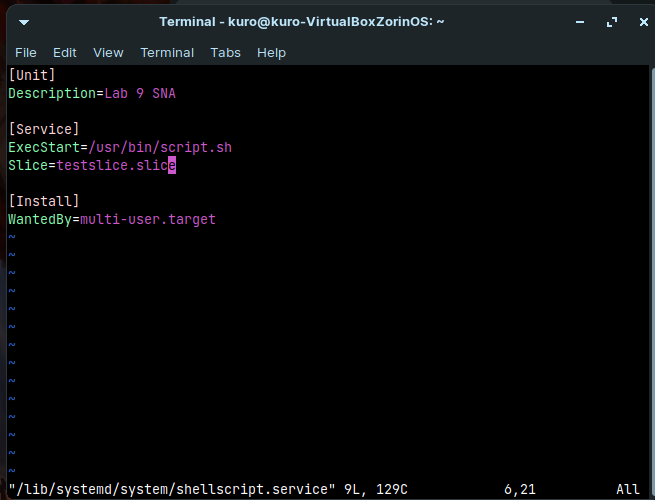 Terminal - kuro@kuro-VirtualBoxZorinOS: ~
File Edit View Terminal Tabs Help
[Unit]
Description=Lab 9 SNA
[Service]
ExecStart=/usr/bin/script.sh
Slice=testslice.slice
[Install]
WantedBy=multi-user.target
~
~
~
~
~
~
~
~
~
~
~
~
~
~
"/lib/systemd/system/shellscript.service" 9L, 129C 6,21 All